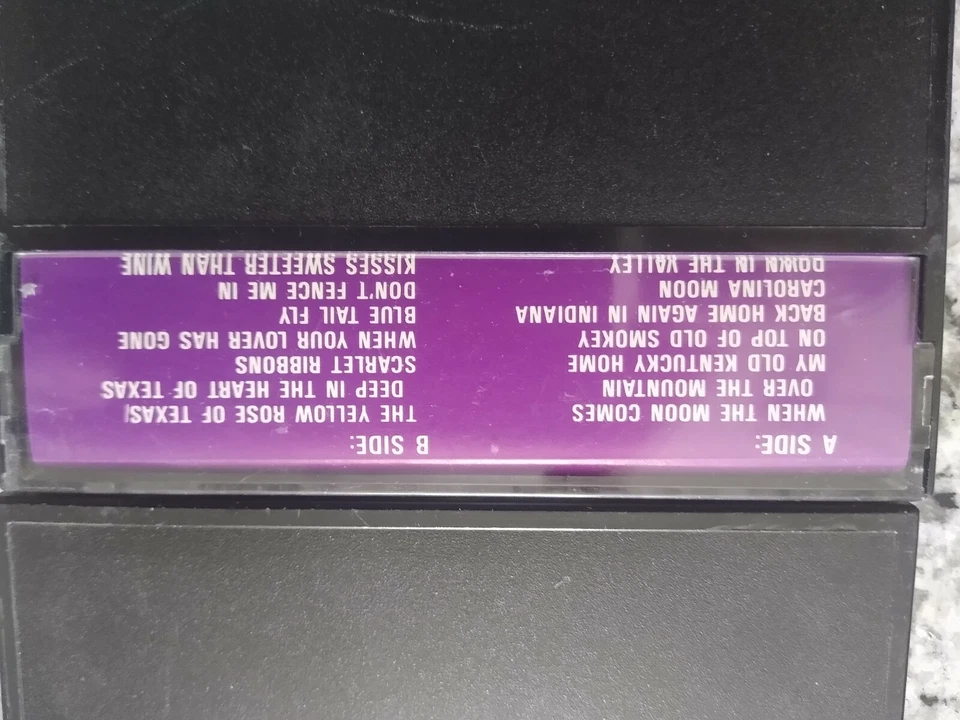 A SIDE:
WHEN THE MOON COMES
OVER THE MOUNTAIN
MY OLD KENTUCKY HOME
ON TOP OF OLD SMOKEY
BACK HOME AGAIN IN INDIANA
CAROLINA MOON
DOWN IN THE VALLEY
B SIDE:
THE YELLOW ROSE OF TEXAS/
DEEP IN THE HEART OF TEXAS
SCARLET RIBBONS
WHEN YOUR LOVER HAS GONE
BLUE TAIL FLY
DON'T FENCE ME IN
KISSES SWEETER THAN WINE